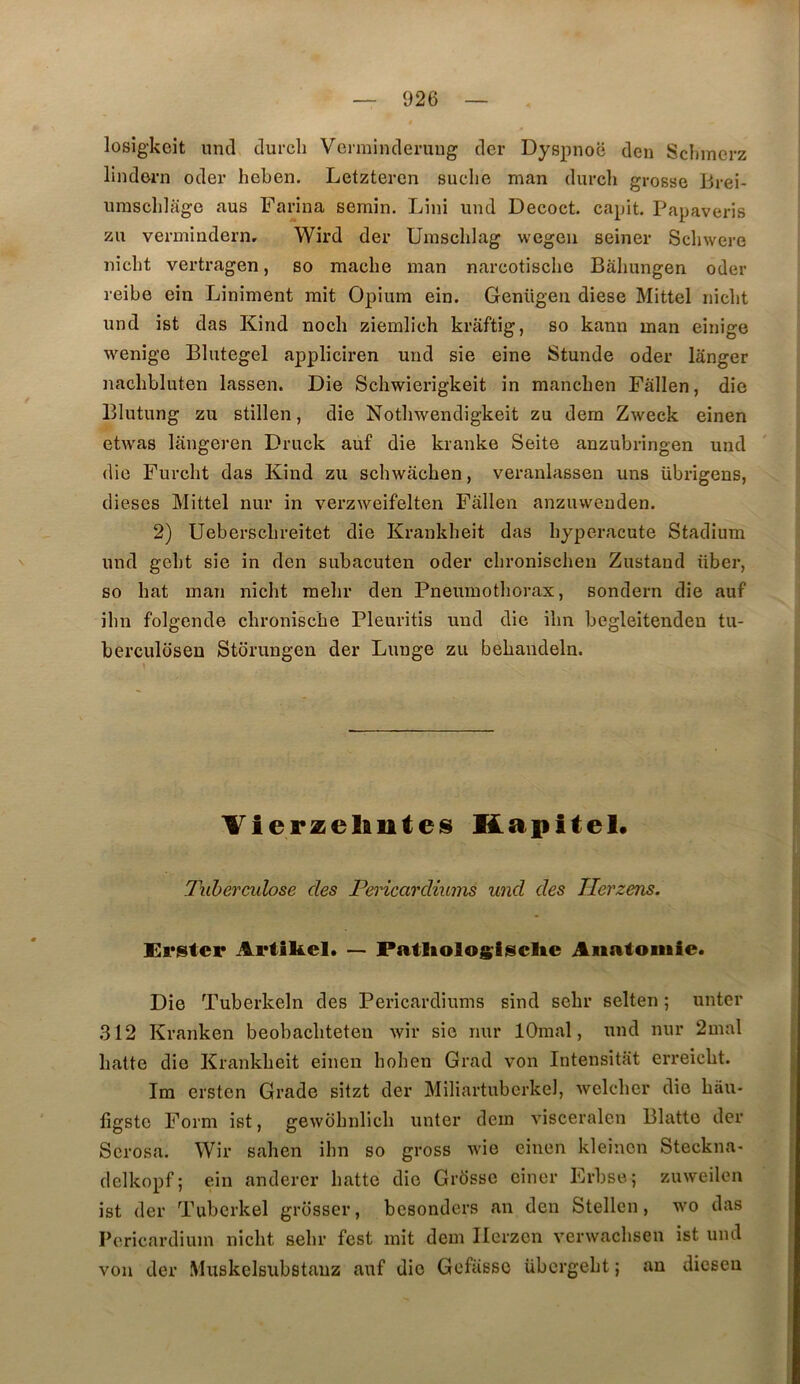 — 926 —
losigkeit und durch Verminderung der Dyspnoë den Schmerz
lindern oder heben. Letzteren suche man durch grosse Brei-
umschläge aus Farina semin. Lini und Decoct. capit. Papaveris
zu vermindern. Wird der Umschlag wegen seiner Schwere
nicht vertragen, so mache man narcotische Bähungen oder
reibe ein Liniment mit Opium ein. Genügen diese Mittel nicht
und ist das Kind noch ziemlich kräftig, so kann man einige
wenige Blutegel appliciren und sie eine Stunde oder länger
nachbluten lassen. Die Schwierigkeit in manchen Fällen, die
Blutung zu stillen, die Nothwendigkeit zu dem Zweck einen
etwas längeren Druck auf die kranke Seite anzubringen und
die Furcht das Kind zu schwächen, veranlassen uns übrigens,
dieses Mittel nur in verzweifelten Fällen anzuwenden.
2) Ueberschreitet die Krankheit das hyperacute Stadium
und geht sie in den subacuten oder chronischen Zustand über,
so hat man nicht mehr den Pneumothorax, sondern die auf
ihn folgende chronische Pleuritis und die ihn begleitenden tu-
berculösen Störungen der Lunge zu behandeln.
Vierzehntes Kapitel.
Tuberculose des Pericardiums und des Herzens.
Erster Artikel. — Pathologische Anatomie.
Die Tuberkeln des Pericardiums sind sehr selten; unter
312 Kranken beobachteten wir sie nur 10mal, und nur 2mal
hatte die Krankheit einen hohen Grad von Intensität erreicht.
Im ersten Grade sitzt der Miliartuberkel, welcher die häu-
figste Form ist, gewöhnlich unter dem visceralen Blatte der
Serosa. Wir sahen ihn so gross wie einen kleinen Steckna-
delkopf; ein anderer hatte die Grösse einer Erbse; zuweilen
ist der Tuberkel grösser, besonders an den Stellen, wo das
Pericardium nicht sehr fest mit dem Herzen verwachsen ist und
von der Muskelsubstanz auf die Gefässe übergeht; an diesen